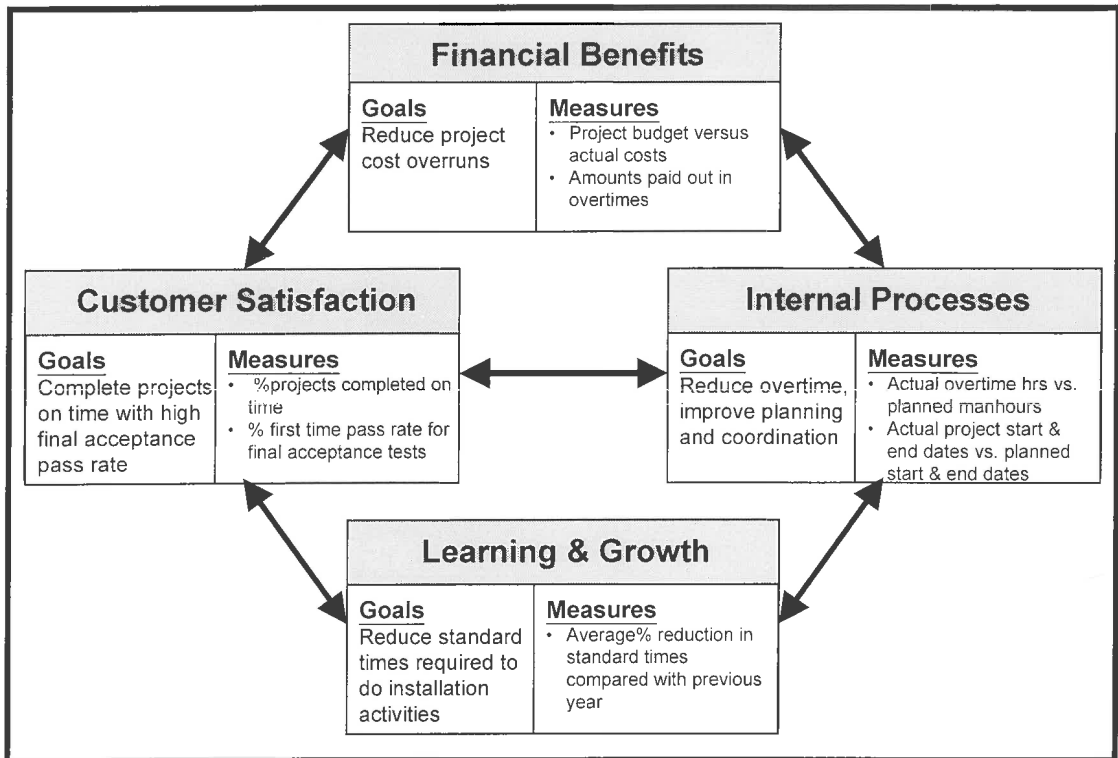 Financial Benefits
Goals
Reduce project
cost overruns
Measures
• Project budget versus
actual costs
• Amounts paid out in
overtimes
Customer Satisfaction
Goals
Complete projects
on time with high
final acceptance
pass rate
Measures
• %projects completed on
time
• % first time pass rate for
final acceptance tests
Internal Processes
Goals
Reduce overtime,
improve planning
and coordination
Measures
• Actual overtime hrs vs.
planned manhours
• Actual project start &
end dates vs. planned
start & end dates
Learning & Growth
Goals
Reduce standard
times required to
do installation
activities
Measures
• Average% reduction in
standard times
compared with previous
year